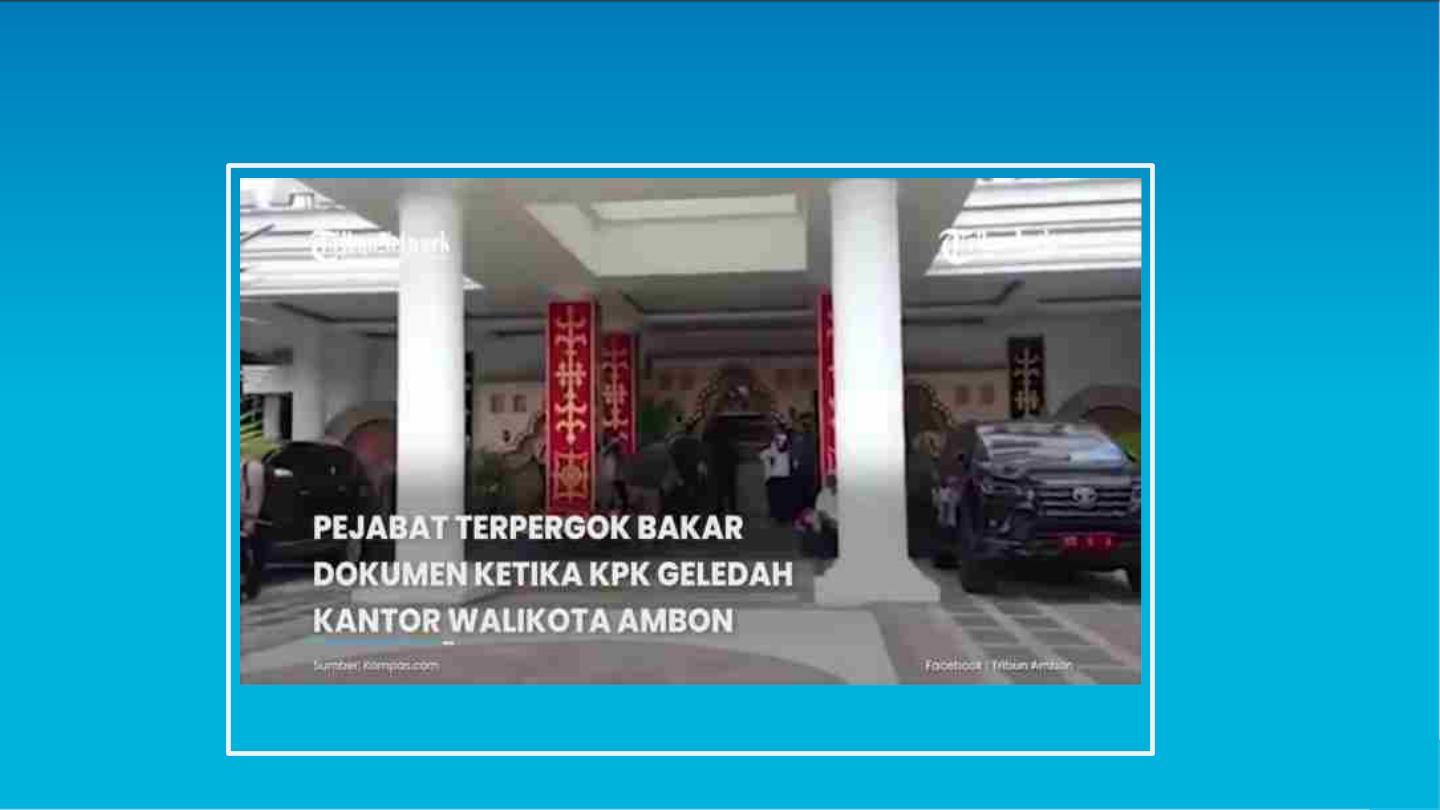 PEJABAT TERPERGOK BAKAR
DOKUMEN KETIKA KPK GELEDAH
KANTOR WALIKOTA AMBON
Sumber: Kompas.com
Facebook | Tribun Ambon